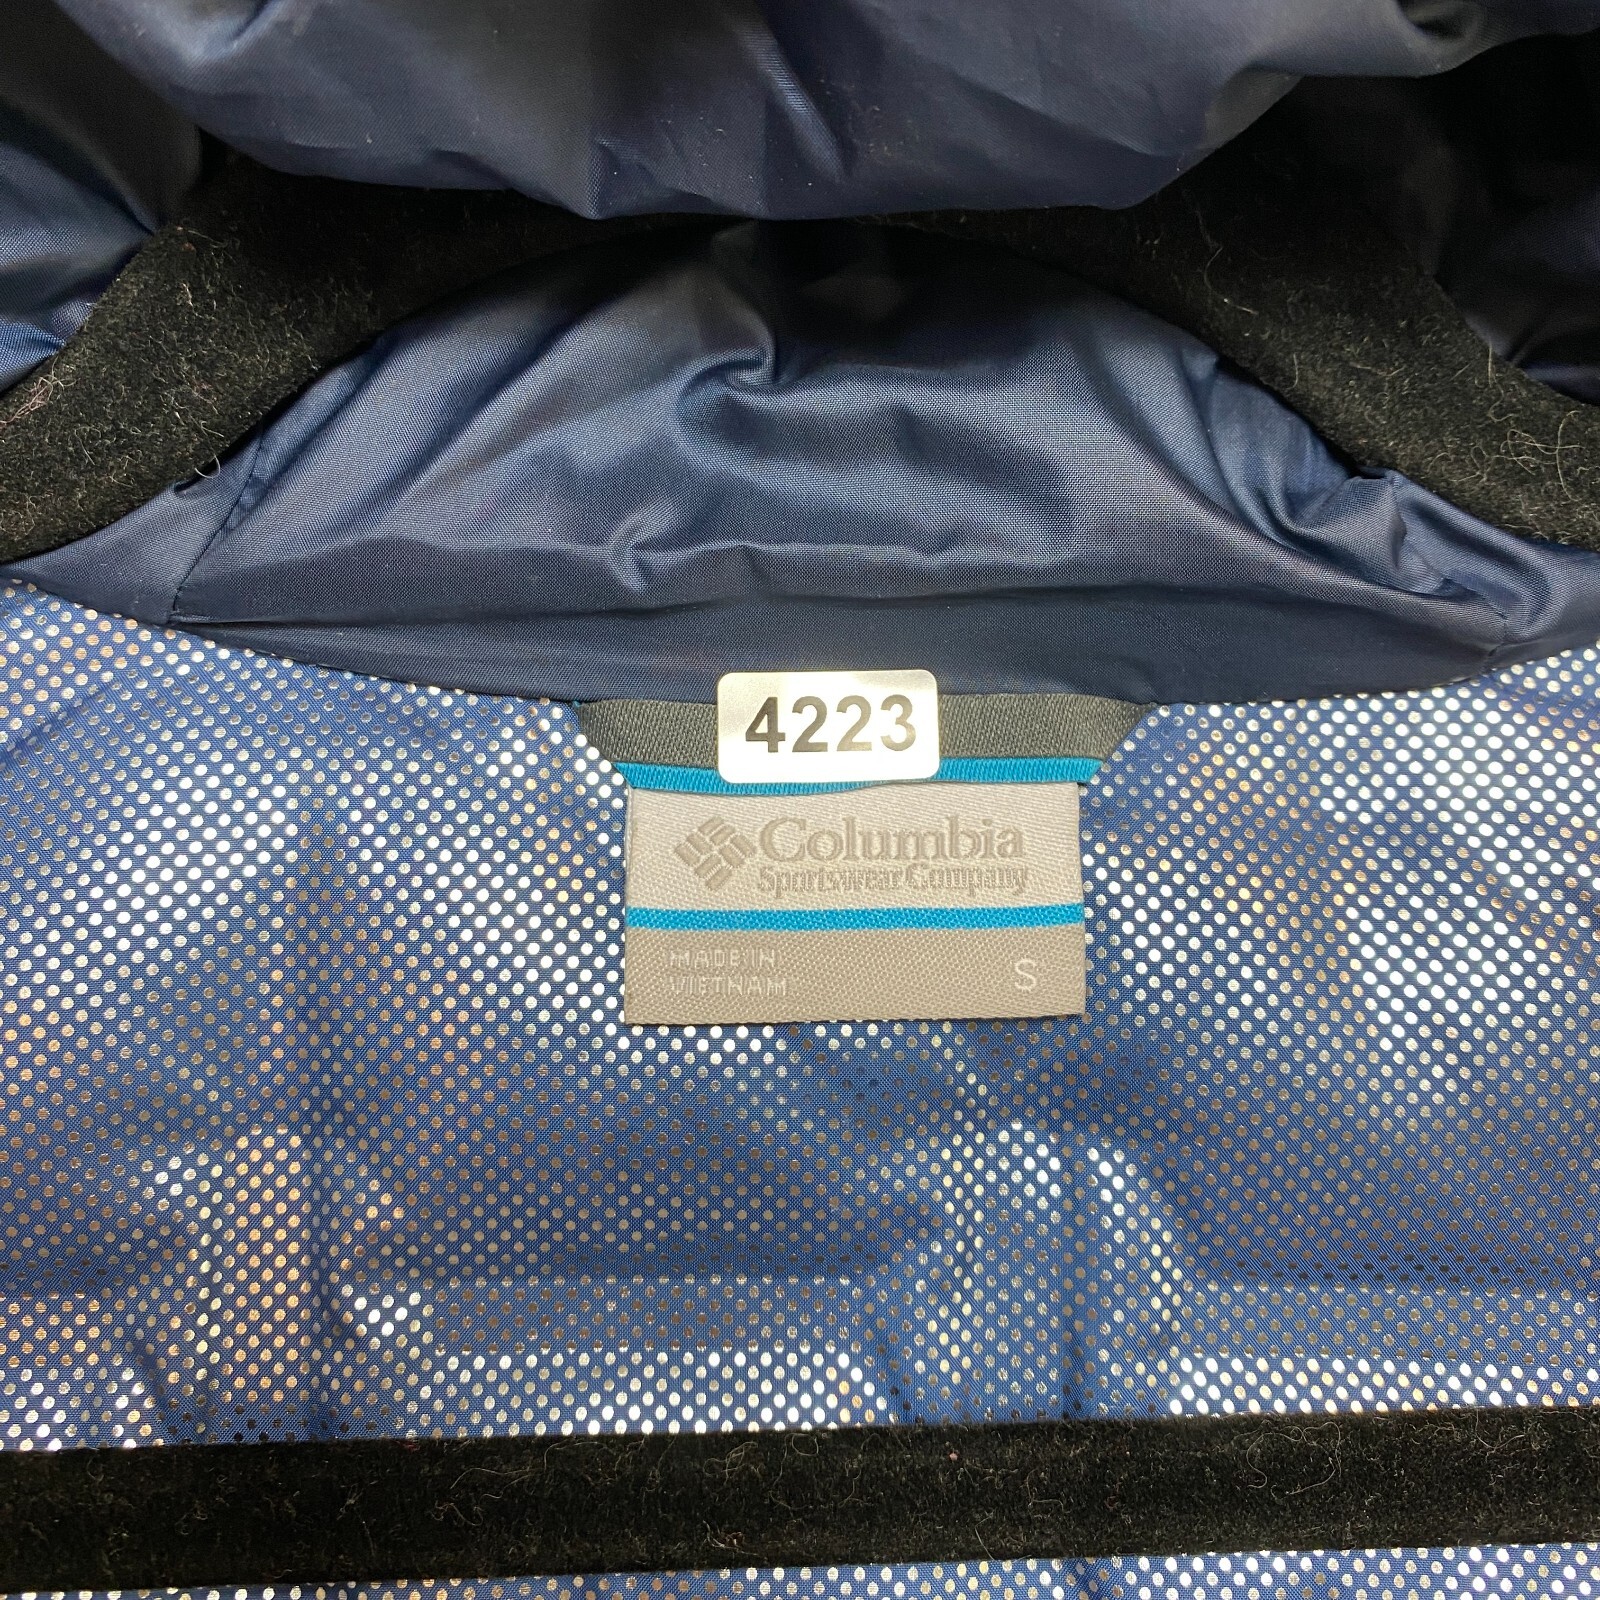 4223
Columbia
Sportswear Company
MADE IN
VIETNAM
S